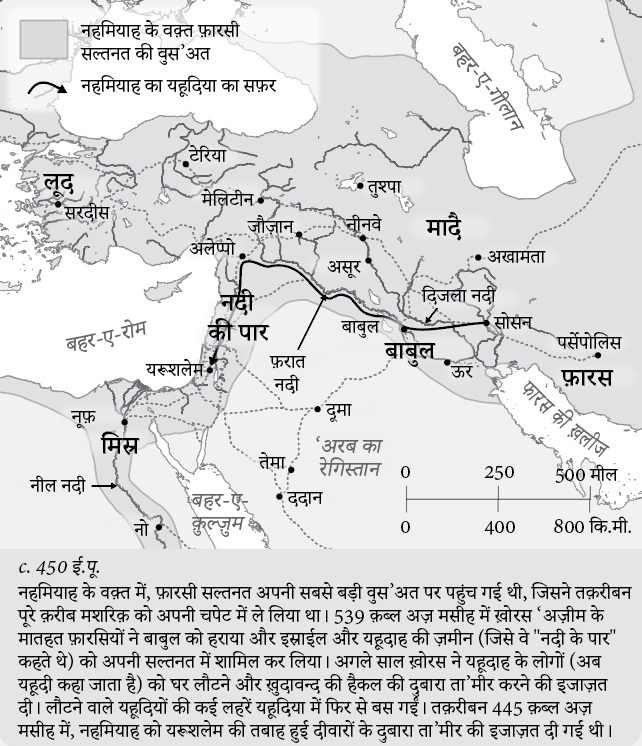 नहमियाह के वक़्त फ़ारसी
सल्तनत की वुस'अत
नहमियाह का यहूदिया का सफ़र
बहर-ए-गीलान
टेरिया
लूद
सरदीस
मेलिटीन
तुश्पा
जौज़ान
नीनवे
मादै
अलेप्पो
असूर
अखामता
नदी
की पार
दिजला नदी
बहर-ए-रोम
बाबुल
बाबुल
सोसन
पर्सेपोलिस
यरूशलेम
फ़रात
नदी
ऊर
फ़ारस
नूफ़
दूमा
फ़ारस की ख़लीज
मिस्र
'अरब का
रेगिस्तान
तेमा
नील नदी
ददान
बहर-ए-
क़ुल्ज़ुम
नो
0 250 500 मील
0 400 800 कि.मी.
c. 450 ई.पू.
नहमियाह के वक़्त में, फ़ारसी सल्तनत अपनी सबसे बड़ी वुस'अत पर पहुंच गई थी, जिसने तक़रीबन
पूरे क़रीब मशरिक़ को अपनी चपेट में ले लिया था। 539 क़ब्ल अज़ मसीह में ख़ोरस 'अज़ीम के
मातहत फ़ारसियों ने बाबुल को हराया और इस्राईल और यहूदाह की ज़मीन (जिसे वे "नदी के पार"
कहते थे) को अपनी सल्तनत में शामिल कर लिया। अगले साल ख़ोरस ने यहूदाह के लोगों (अब
यहूदी कहा जाता है) को घर लौटने और ख़ुदावन्द की हैकल की दुबारा ता'मीर करने की इजाज़त
दी। लौटने वाले यहूदियों की कई लहरें यहूदिया में फिर से बस गईं। तक़रीबन 445 क़ब्ल अज़
मसीह में, नहमियाह को यरूशलेम की तबाह हुई दीवारों के दुबारा ता'मीर की इजाज़त दी गई थी।